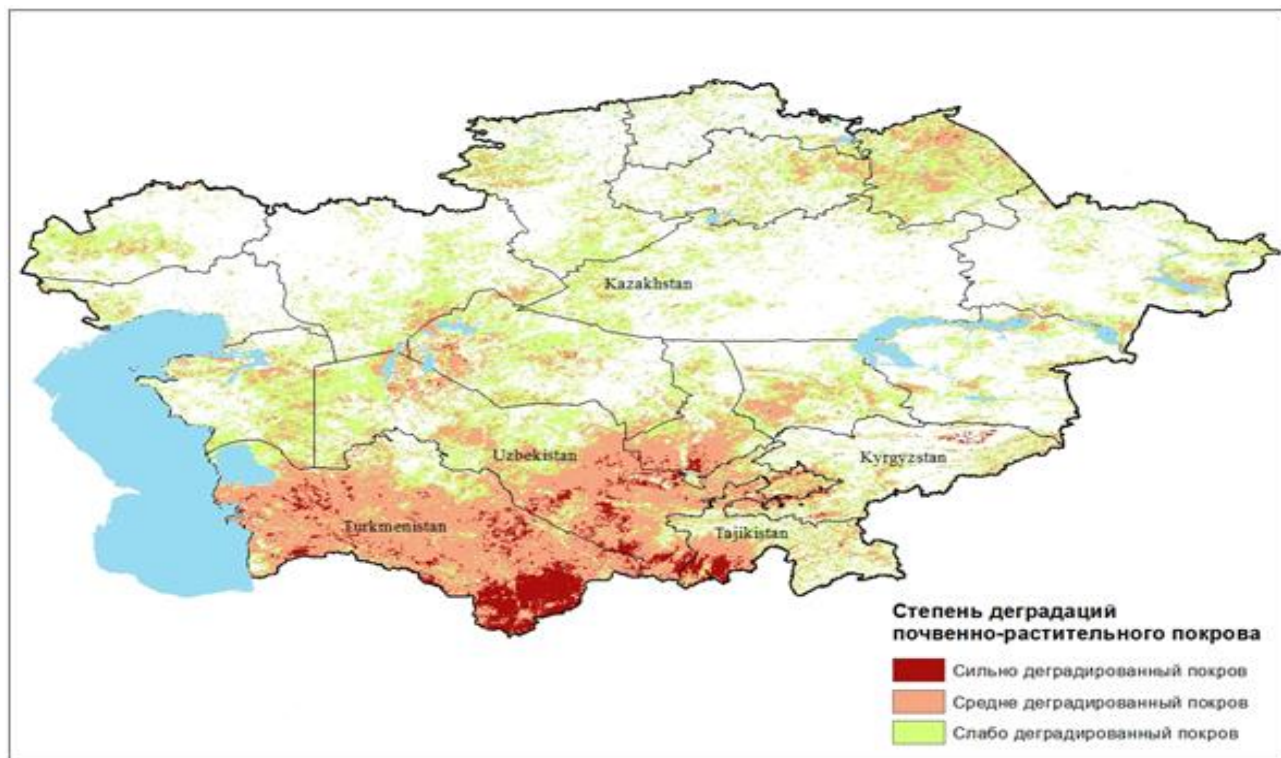 Kazakhstan
Uzbekistan
Kyrgyzstan
Turkmenistan
Tajikistan
Степень деградаций
почвенно-растительного покрова
Сильно деградированный покров
Средне деградированный покров
Слабо деградированный покров